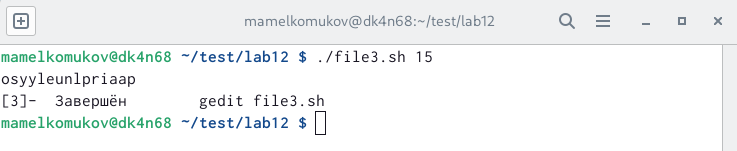 mamelkomukov@dk4n68:~/test/lab12
mamelkomukov@dk4n68 ~/test/lab12 $ ./file3.sh 15
osyyleunlpriaap
[3]-  Завершён        gedit file3.sh
mamelkomukov@dk4n68 ~/test/lab12 $